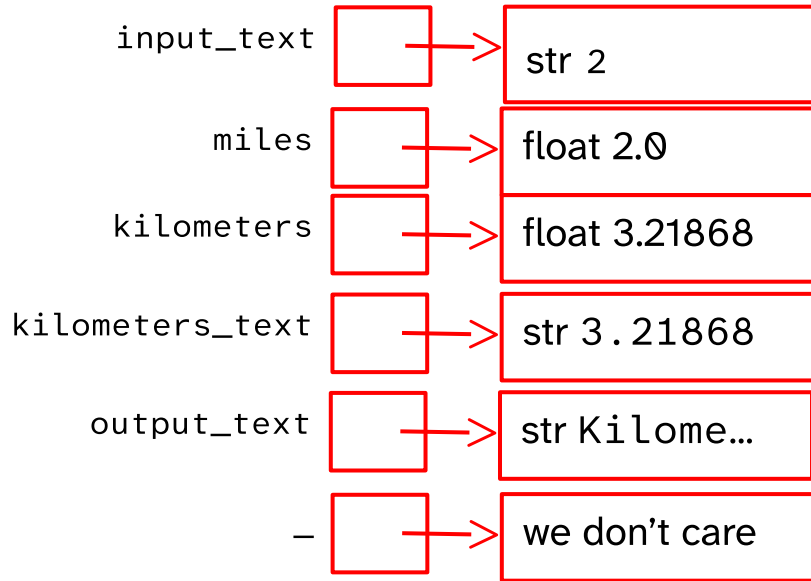 input_text str 2
miles float 2.0
kilometers float 3.21868
kilometers_text str 3.21868
output_text str Kilome…
_ we don’t care